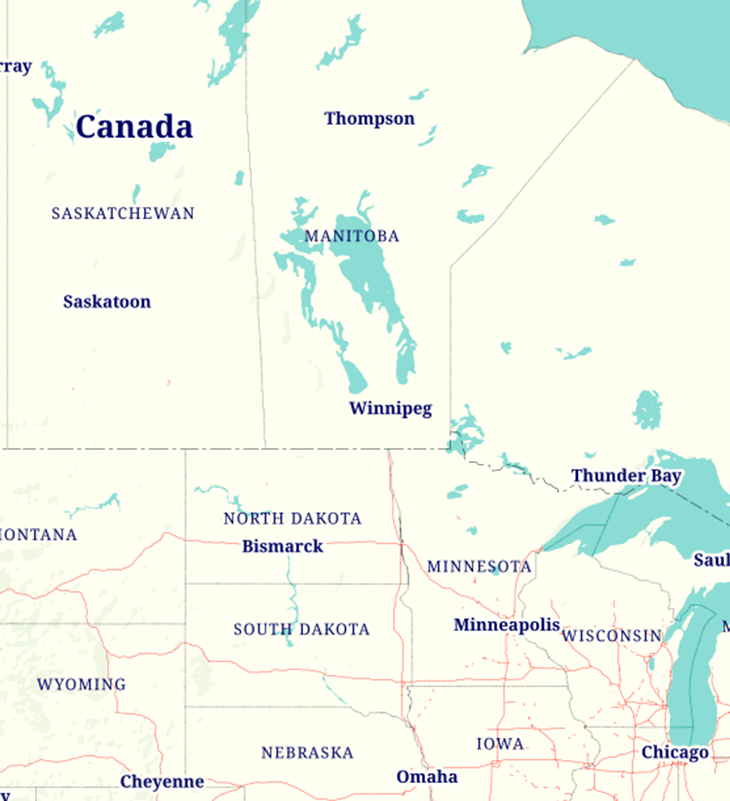 rray
Thompson
Canada
SASKATCHEWAN
MANITOBA
Saskatoon
Winnipeg
Thunder Bay
NORTH DAKOTA
ONTANA
Bismarck
Saul
MINNESOTA
Minneapolis
SOUTH DAKOTA
WISCONSIN
M
WYOMING
IOWA
NEBRASKA
Chicago
Omaha
Cheyenne
y